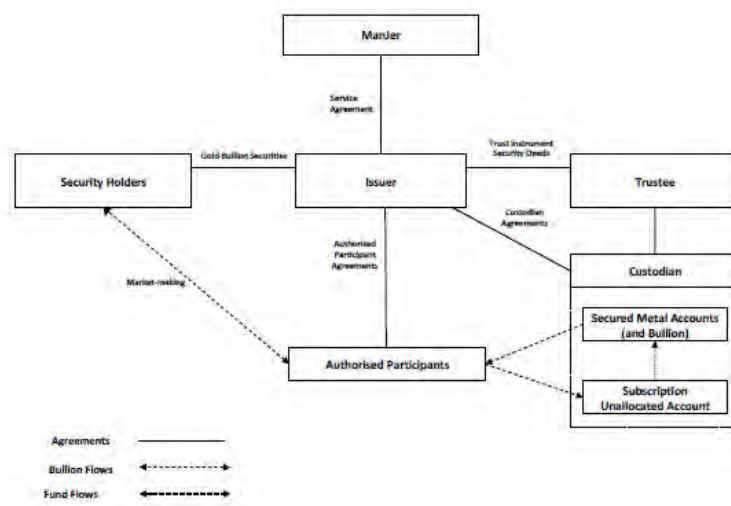 ManJer
Service
Agreement
Gold Bullion Securities
Trust Instrument
Security Deeds
Security Holders
Issuer
Trustee
Custodian
Agreements
Authorised
Participant
Agreements
Custodian
Market-making
Secured Metal Accounts
(and Bullion)
Authorised Participants
Subscription
Unallocated Account
Agreements
Bullion Flows
Fund Flows